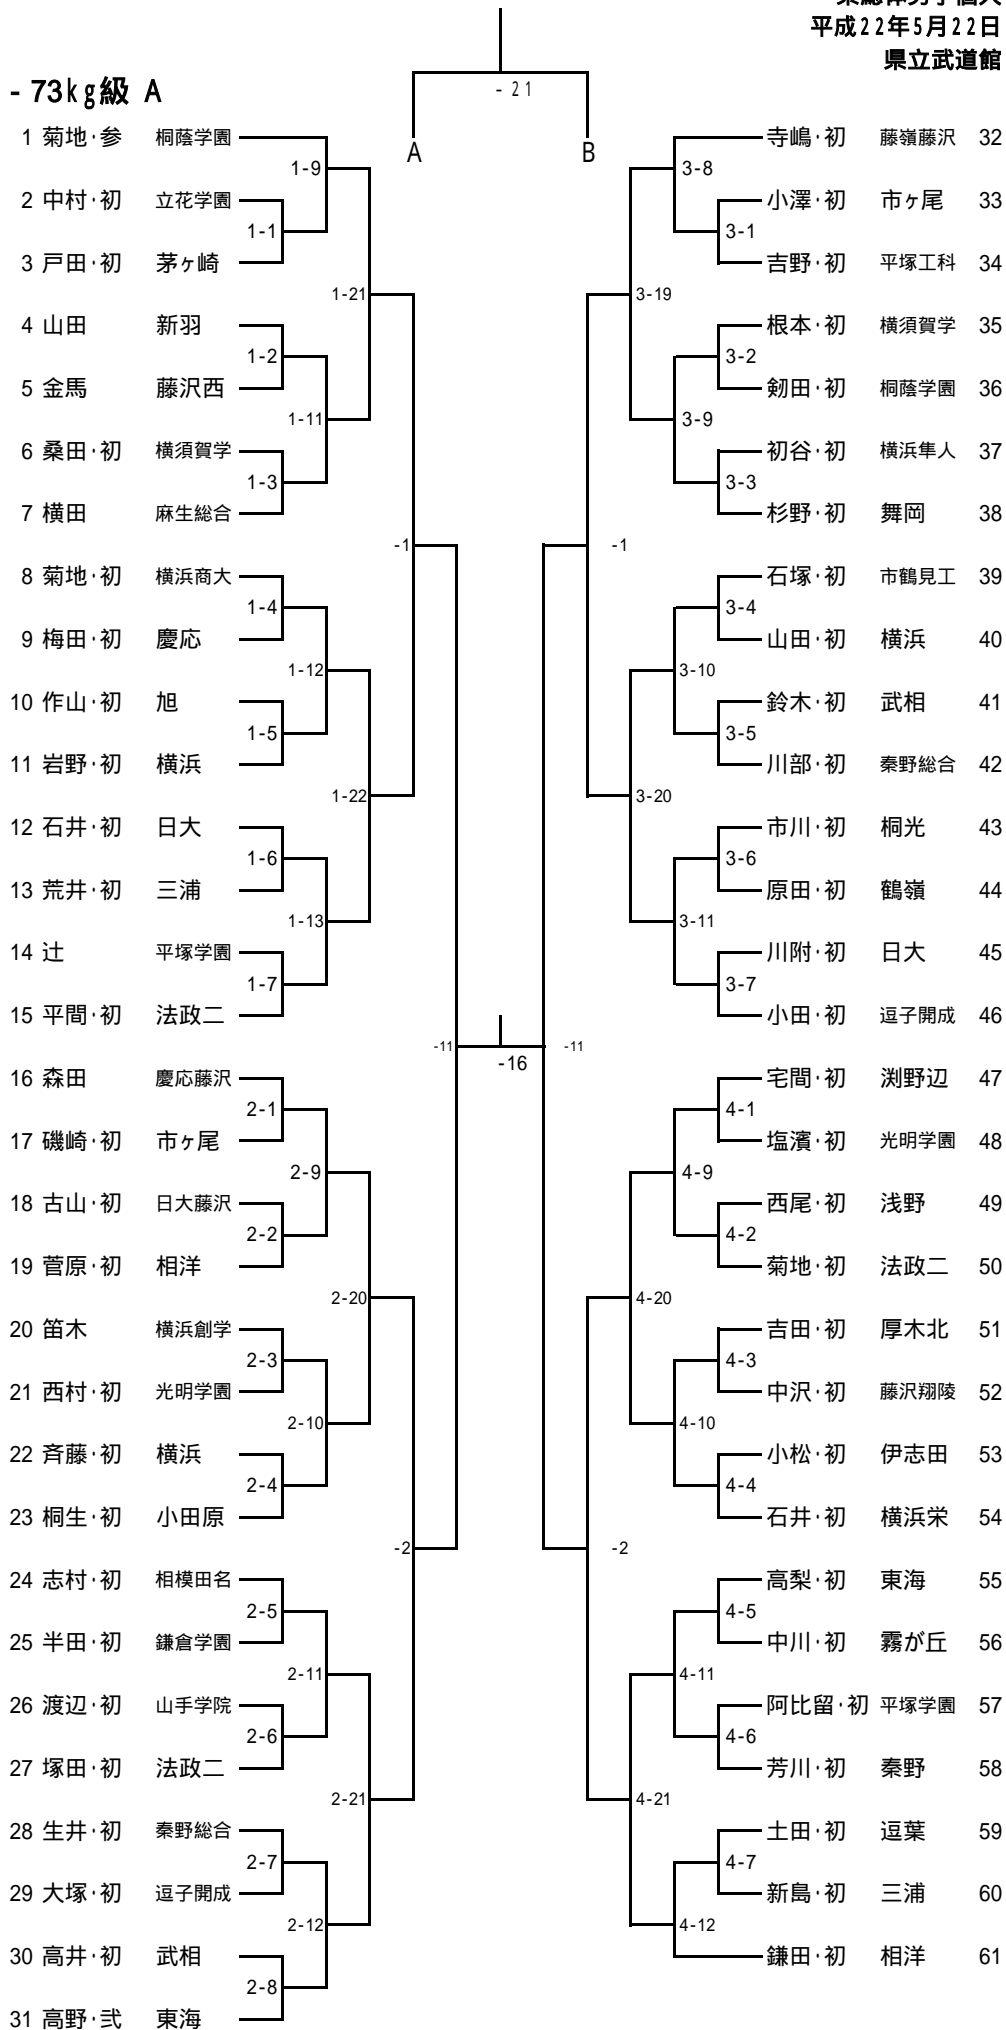 平成22年5月22日
県立武道館
- 73kg級 A
- 21
A
B
1 菊地・参 桐蔭学園
2 中村・初 立花学園
3 戸田・初 茅ヶ崎
4 山田 新羽
5 金馬 藤沢西
6 桑田・初 横須賀学
7 横田 麻生総合
8 菊地・初 横浜商大
9 梅田・初 慶応
10 作山・初 旭
11 岩野・初 横浜
12 石井・初 日大
13 荒井・初 三浦
14 辻 平塚学園
15 平間・初 法政二
16 森田 慶応藤沢
17 磯崎・初 市ヶ尾
18 古山・初 日大藤沢
19 菅原・初 相洋
20 笛木 横浜創学
21 西村・初 光明学園
22 斉藤・初 横浜
23 桐生・初 小田原
24 志村・初 相模田名
25 半田・初 鎌倉学園
26 渡辺・初 山手学院
27 塚田・初 法政二
28 生井・初 秦野総合
29 大塚・初 逗子開成
30 高井・初 武相
31 高野・弐 東海
1-9
1-1
1-21
1-2
1-11
1-3
-1
1-4
1-12
1-5
1-22
1-6
1-13
1-7
-11
2-1
2-9
2-2
2-20
2-3
2-10
2-4
-2
2-5
2-11
2-6
2-21
2-7
2-12
2-8
-16
寺嶋・初 藤嶺藤沢 32
小澤・初 市ヶ尾 33
吉野・初 平塚工科 34
根本・初 横須賀学 35
剱田・初 桐蔭学園 36
初谷・初 横浜隼人 37
杉野・初 舞岡 38
石塚・初 市鶴見工 39
山田・初 横浜 40
鈴木・初 武相 41
川部・初 秦野総合 42
市川・初 桐光 43
原田・初 鶴嶺 44
川附・初 日大 45
小田・初 逗子開成 46
宅間・初 渕野辺 47
塩濱・初 光明学園 48
西尾・初 浅野 49
菊地・初 法政二 50
吉田・初 厚木北 51
中沢・初 藤沢翔陵 52
小松・初 伊志田 53
石井・初 横浜栄 54
高梨・初 東海 55
中川・初 霧が丘 56
阿比留・初 平塚学園 57
芳川・初 秦野 58
土田・初 逗葉 59
新島・初 三浦 60
鎌田・初 相洋 61
3-8
3-1
3-19
3-2
3-9
3-3
-1
3-4
3-10
3-5
3-20
3-6
3-11
3-7
-11
4-1
4-9
4-2
4-20
4-3
4-10
4-4
-2
4-5
4-11
4-6
4-21
4-7
4-12